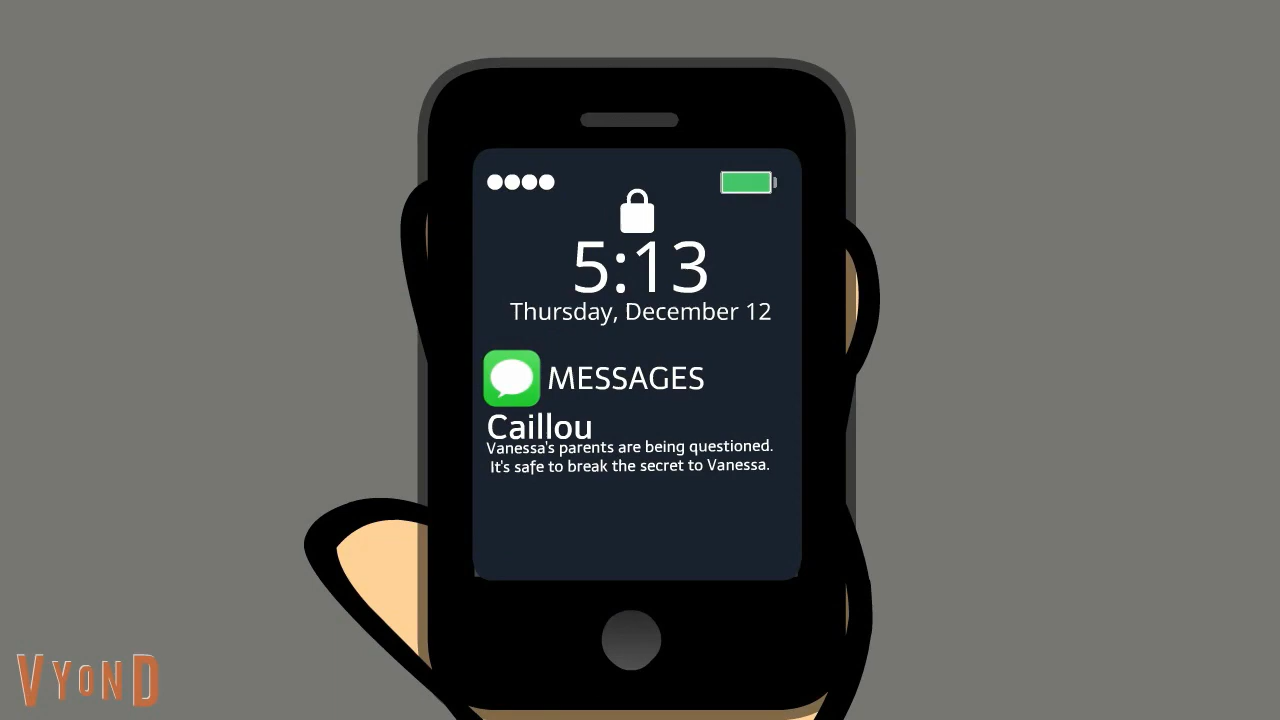 5:13
Thursday, December 12
MESSAGES
Caillou
Vanessa's parents are being questioned.
It's safe to break the secret to Vanessa.
VYOND